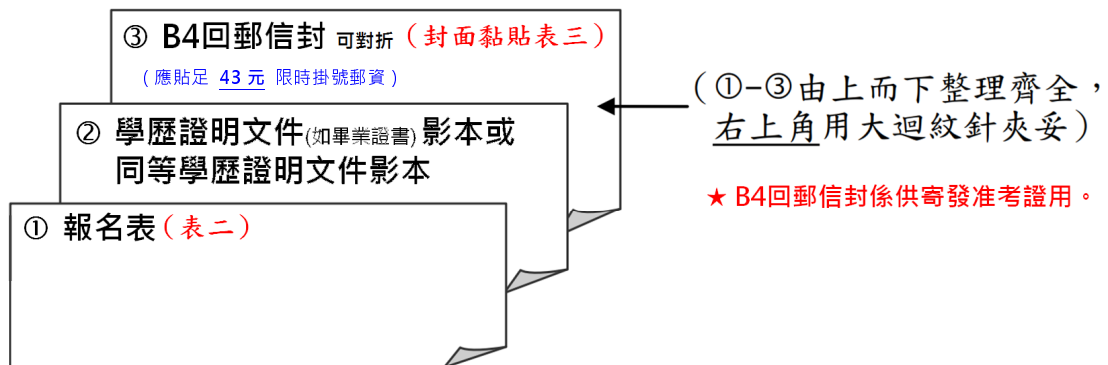 ③ B4回郵信封 可對折（封面黏貼表三）
（應貼足 43 元 限時掛號郵資）
② 學歷證明文件(如畢業證書)影本或
同等學歷證明文件影本
① 報名表（表二）
（①–③由上而下整理齊全，
右上角用大迴紋針夾妥）
★ B4回郵信封係供寄發准考證用。